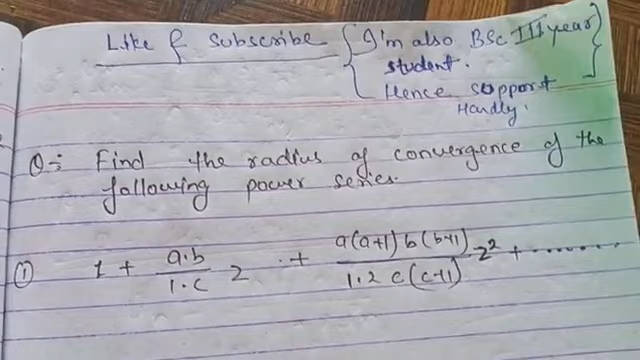 Like & Subscribe { I'm also BSc III year
student.
Hence support
Hardly. }
Q:- Find the radius of convergence of the
following power series.
① 1 + a.b/1.c z + a(a+1) b(b+1)/1.2 c(c+1) z² + ........